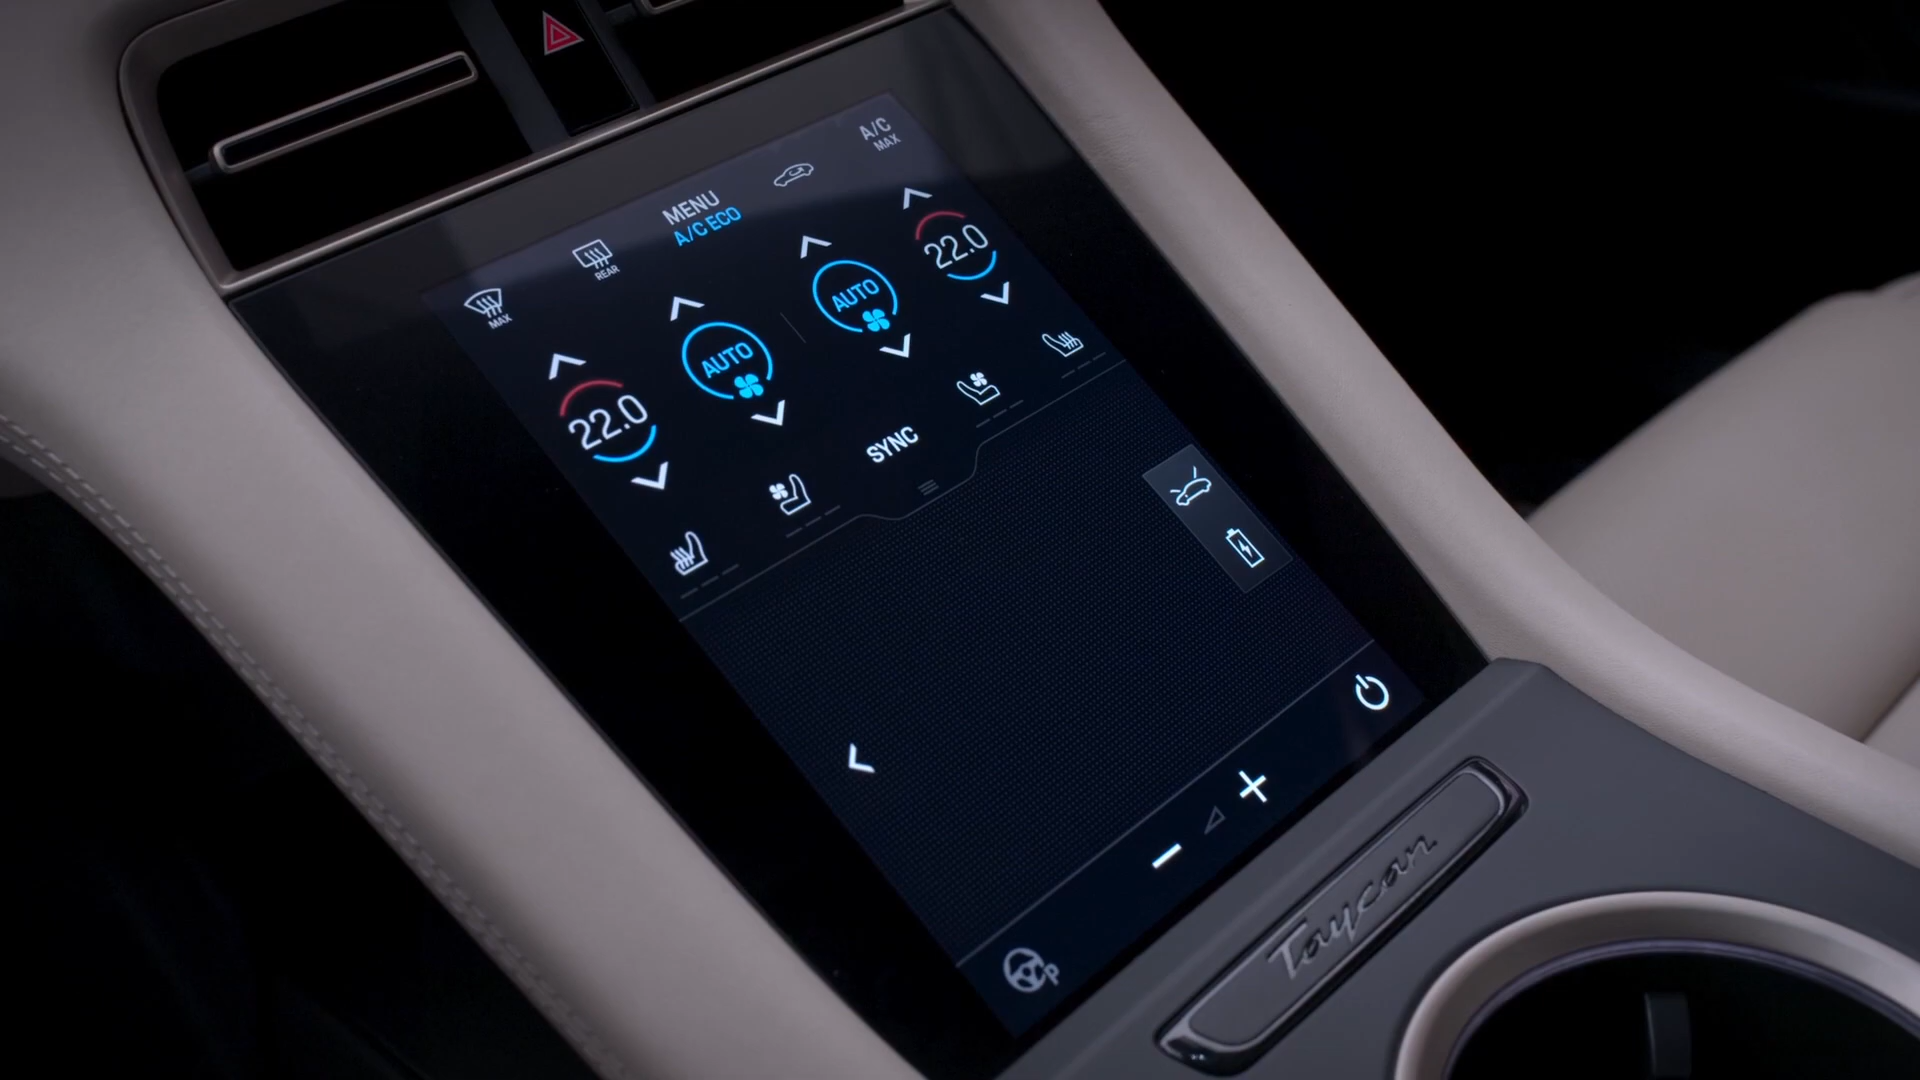 A/C
MAX
MENU
A/C ECO
REAR
MAX
22.0
AUTO
AUTO
22.0
SYNC
P
Taycan